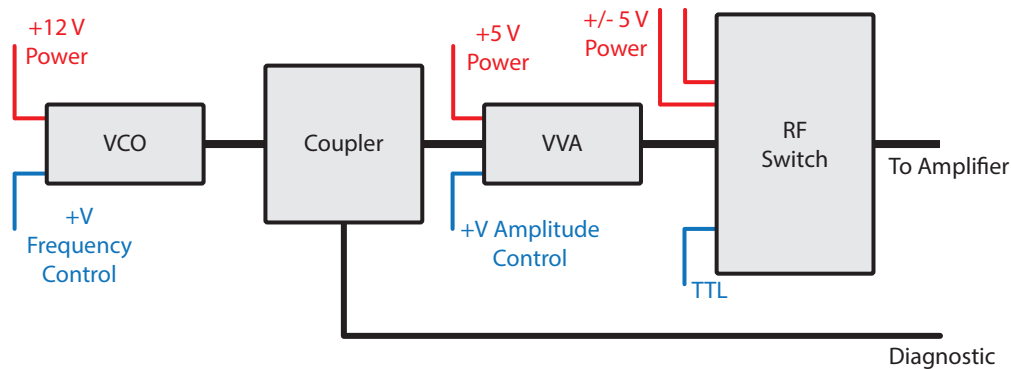 +12 V
Power
+5 V
Power
+/- 5 V
Power
VCO
Coupler
VVA
RF
Switch
To Amplifier
+V
Frequency
Control
+V Amplitude
Control
TTL
Diagnostic